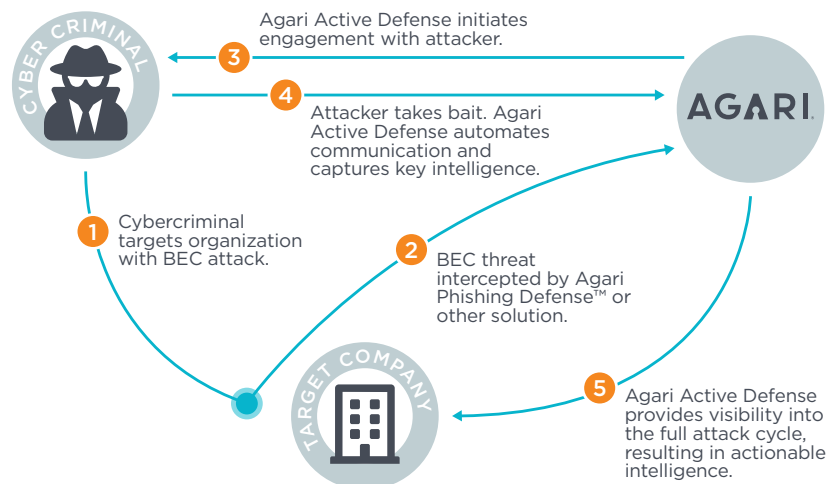 CYBER CRIMINAL
3
Agari Active Defense initiates
engagement with attacker.
4
Attacker takes bait. Agari
Active Defense automates
communication and
captures key intelligence.
AGARI.
1
Cybercriminal
targets organization
with BEC attack.
2
BEC threat
intercepted by Agari
Phishing Defense™ or
other solution.
TARGET COMPANY
5
Agari Active Defense
provides visibility into
the full attack cycle,
resulting in actionable
intelligence.